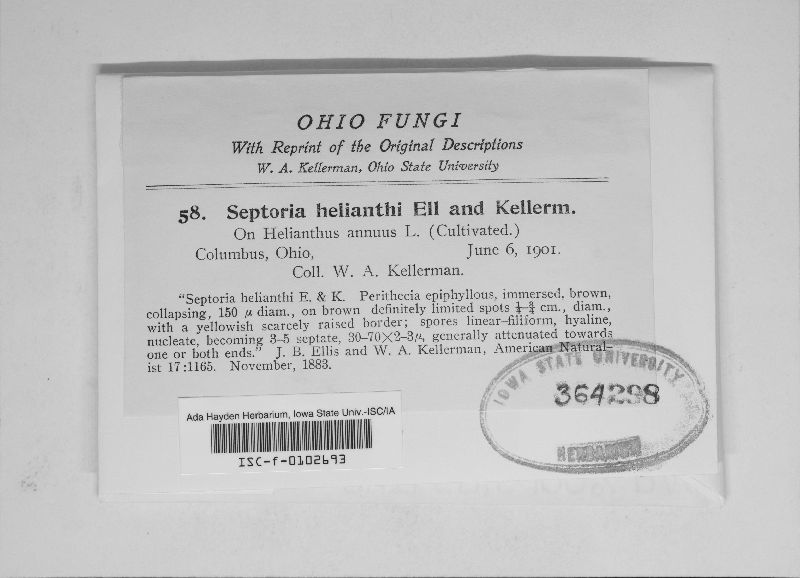 OHIO FUNGI
With Reprint of the Original Descriptions
W. A. Kellerman, Ohio State University
58. Septoria helianthi Ell and Kellerm.
On Helianthus annuus L. (Cultivated.)
Columbus, Ohio, June 6, 1901.
Coll. W. A. Kellerman.
"Septoria helianthi E. & K. Perithecia epiphyllous, immersed, brown,
collapsing, 150 μ diam., on brown definitely limited spots ¼-¾ cm., diam.,
with a yellowish scarcely raised border; spores linear-filiform, hyaline,
nucleate, becoming 3-5 septate, 30-70×2-3μ, generally attenuated towards
one or both ends." J. B. Ellis and W. A. Kellerman, American Natural-
ist 17:1165. November, 1883.
IOWA STATE UNIVERSITY
364298
HERBARIUM
Ada Hayden Herbarium, Iowa State Univ.-ISC/IA
ISC-f-0102693